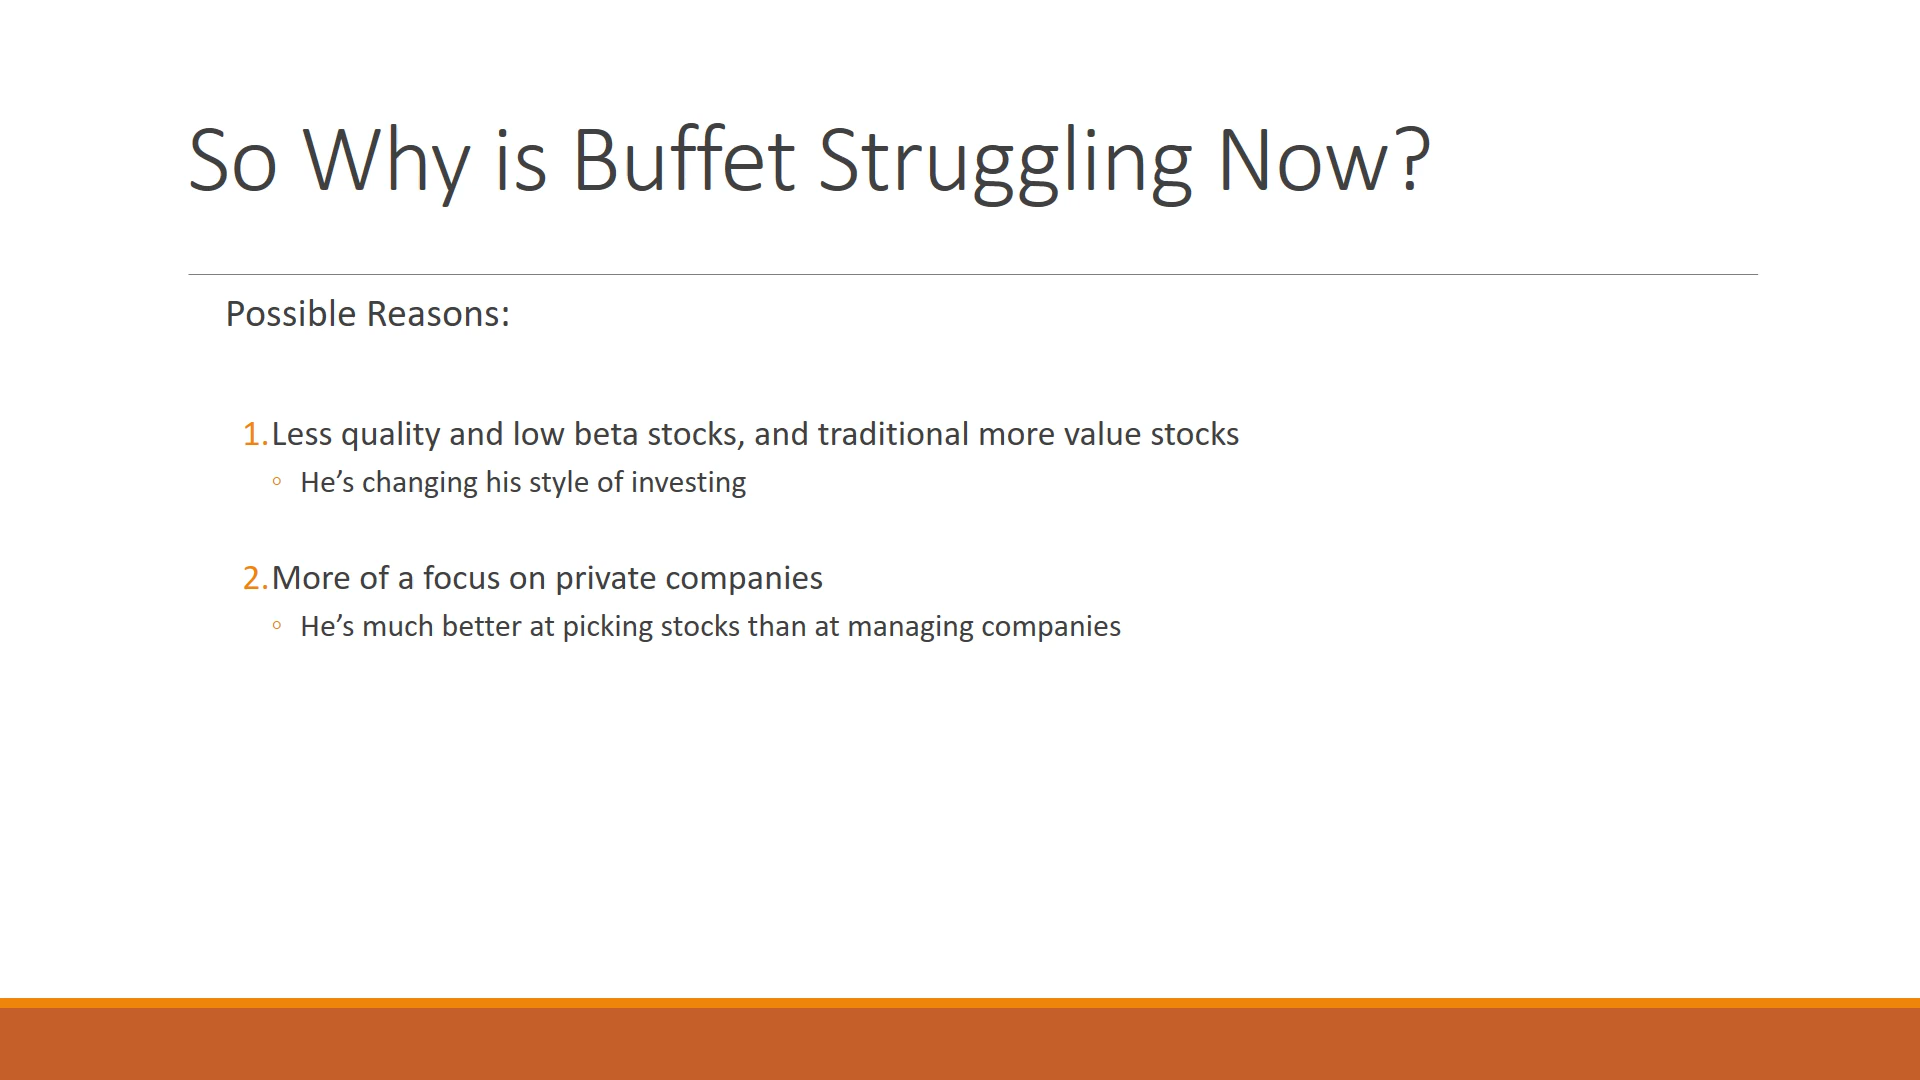 So Why is Buffet Struggling Now?
Possible Reasons:
1.Less quality and low beta stocks, and traditional more value stocks
◦ He’s changing his style of investing
2.More of a focus on private companies
◦ He’s much better at picking stocks than at managing companies